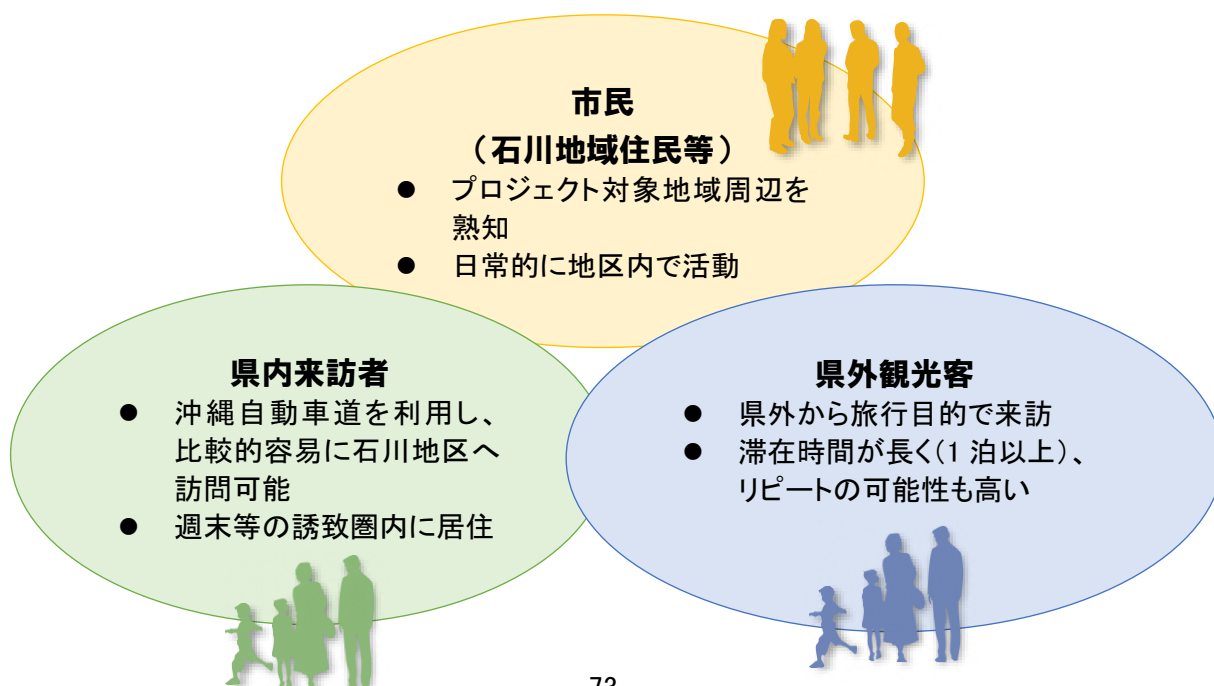 市民
（石川地域住民等）
● プロジェクト対象地域周辺を
熟知
● 日常的に地区内で活動
県内来訪者
● 沖縄自動車道を利用し、
比較的容易に石川地区へ
訪問可能
● 週末等の誘致圏内に居住
県外観光客
● 県外から旅行目的で来訪
● 滞在時間が長く（1 泊以上）、
リピートの可能性も高い
73